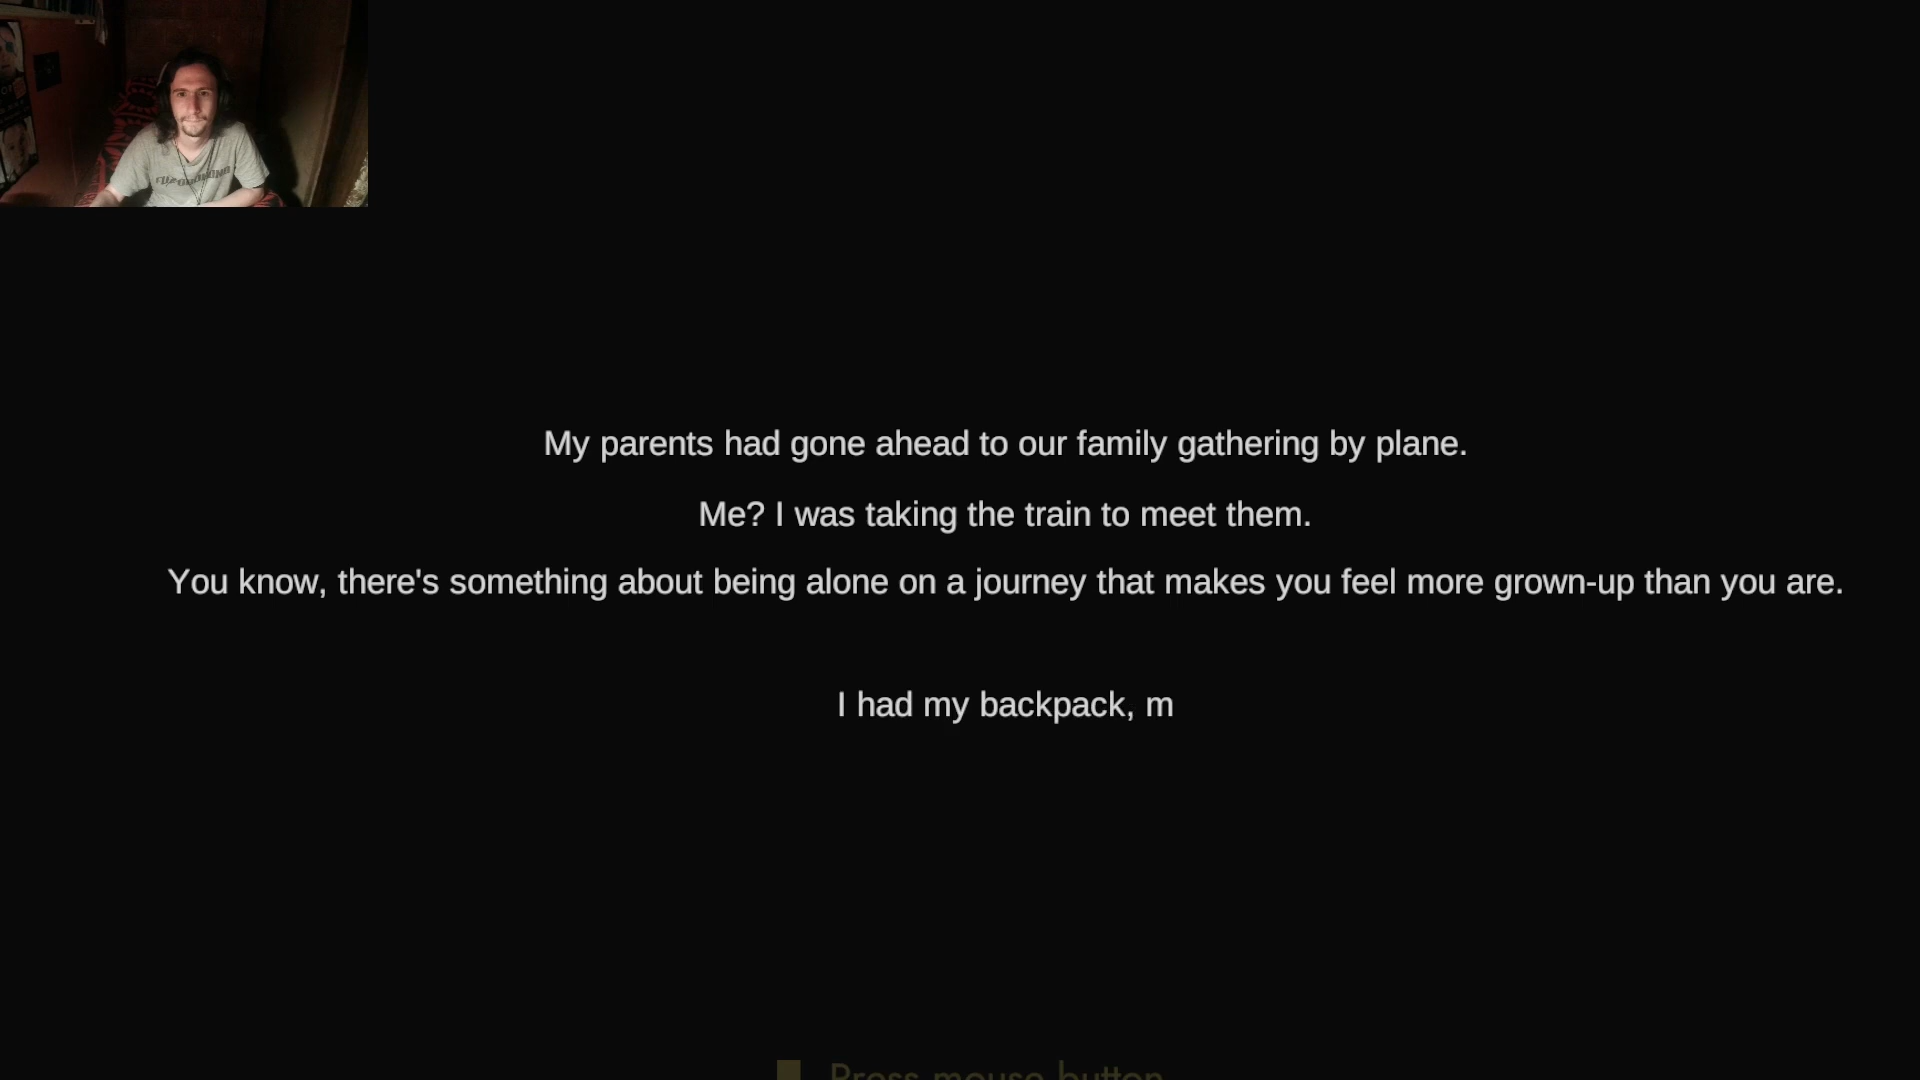 My parents had gone ahead to our family gathering by plane.
Me? I was taking the train to meet them.
You know, there's something about being alone on a journey that makes you feel more grown-up than you are.
I had my backpack, m
Press mouse button